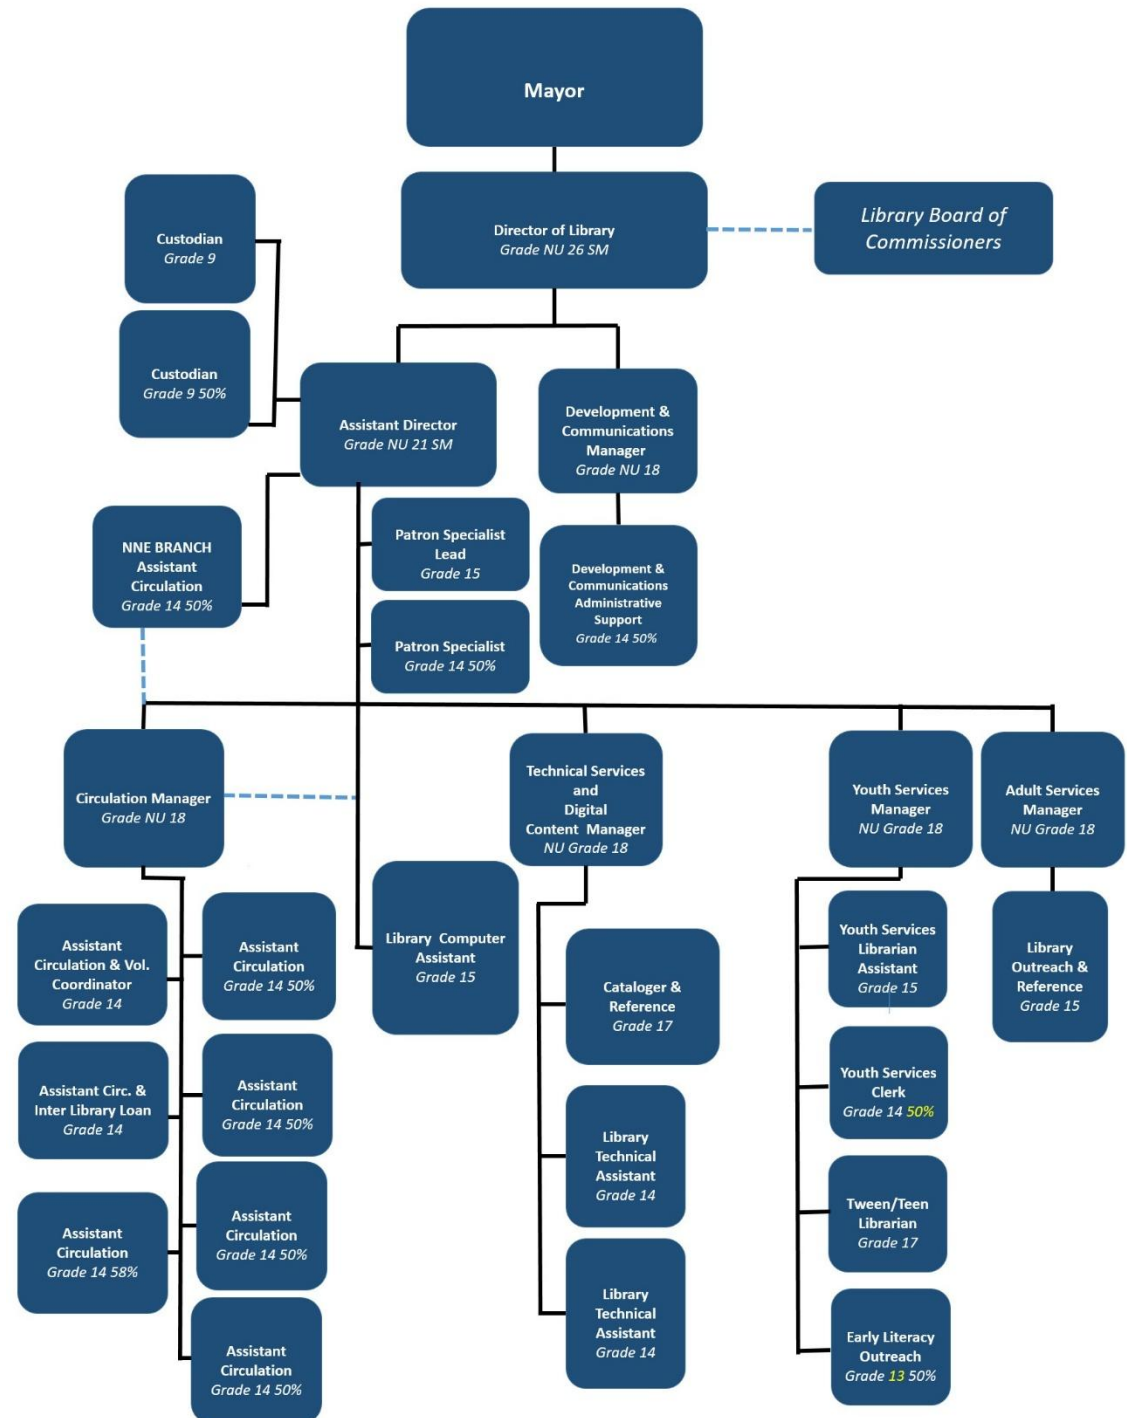 Mayor
Director of Library
Grade NU 26 SM
Library Board of
Commissioners
Custodian
Grade 9
Custodian
Grade 9 50%
Assistant Director
Grade NU 21 SM
Development &
Communications
Manager
Grade NU 18
NNE BRANCH
Assistant
Circulation
Grade 14 50%
Patron Specialist
Lead
Grade 15
Patron Specialist
Grade 14 50%
Development &
Communications
Administrative
Support
Grade 14 50%
Circulation Manager
Grade NU 18
Technical Services
and
Digital
Content Manager
NU Grade 18
Youth Services
Manager
NU Grade 18
Adult Services
Manager
NU Grade 18
Assistant
Circulation & Vol.
Coordinator
Grade 14
Assistant
Circulation
Grade 14 50%
Assistant Circ. &
Inter Library Loan
Grade 14
Assistant
Circulation
Grade 14 50%
Assistant
Circulation
Grade 14 58%
Assistant
Circulation
Grade 14 50%
Assistant
Circulation
Grade 14 50%
Library Computer
Assistant
Grade 15
Cataloger &
Reference
Grade 17
Library
Technical
Assistant
Grade 14
Library
Technical
Assistant
Grade 14
Youth Services
Librarian
Assistant
Grade 15
Youth Services
Clerk
Grade 14 50%
Tween/Teen
Librarian
Grade 17
Early Literacy
Outreach
Grade 13 50%
Library
Outreach &
Reference
Grade 15